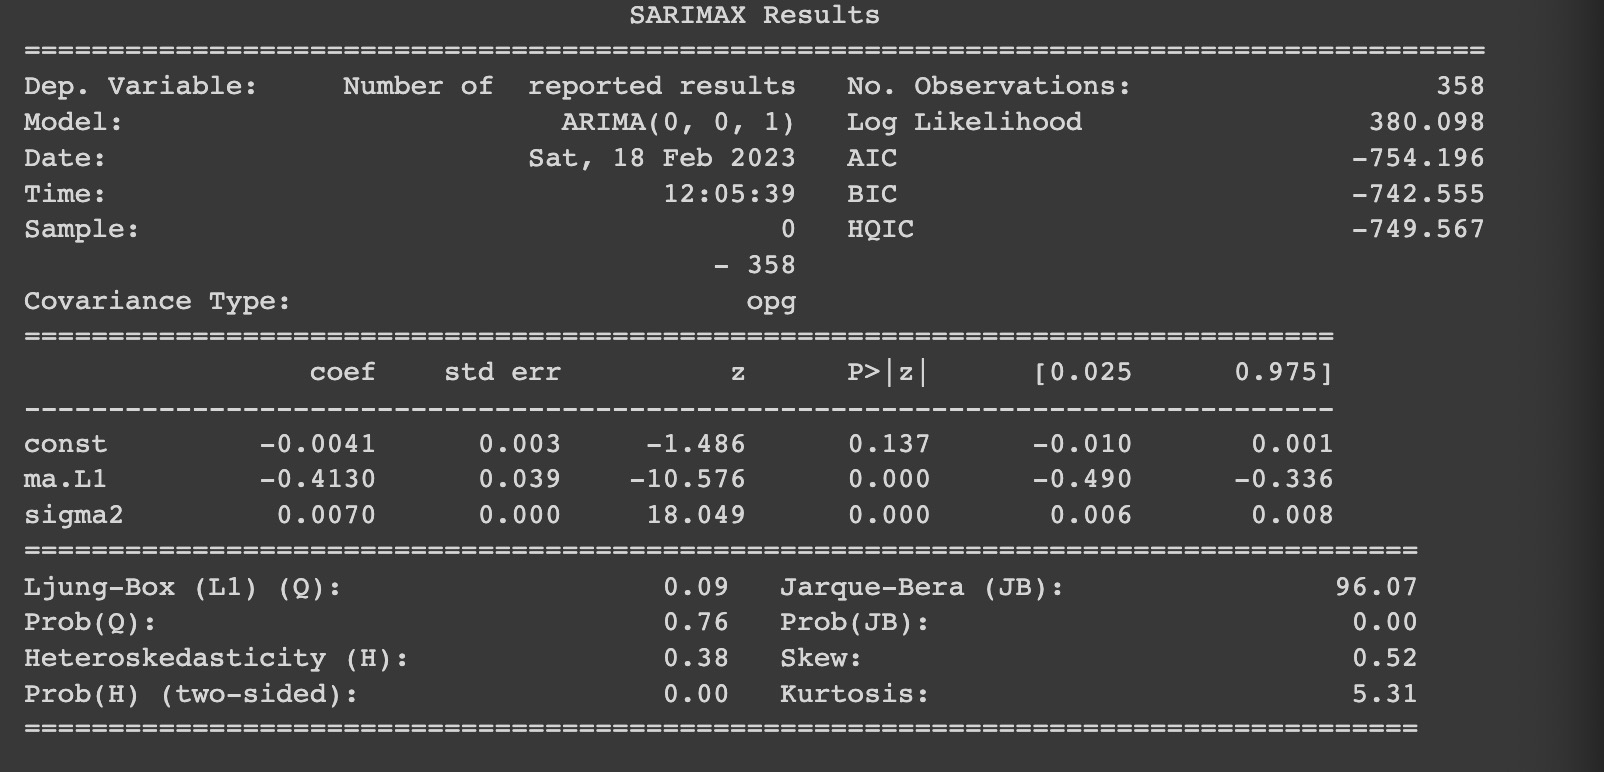 SARIMAX Results
==============================================================================
Dep. Variable: Number of  reported results No. Observations: 358
Model: ARIMA(0, 0, 1) Log Likelihood 380.098
Date: Sat, 18 Feb 2023 AIC -754.196
Time: 12:05:39 BIC -742.555
Sample: 0 HQIC -749.567
- 358
Covariance Type: opg
==============================================================================
coef std err z P>|z| [0.025 0.975]
------------------------------------------------------------------------------
const -0.0041 0.003 -1.486 0.137 -0.010 0.001
ma.L1 -0.4130 0.039 -10.576 0.000 -0.490 -0.336
sigma2 0.0070 0.000 18.049 0.000 0.006 0.008
==============================================================================
Ljung-Box (L1) (Q): 0.09 Jarque-Bera (JB): 96.07
Prob(Q): 0.76 Prob(JB): 0.00
Heteroskedasticity (H): 0.38 Skew: 0.52
Prob(H) (two-sided): 0.00 Kurtosis: 5.31
==============================================================================